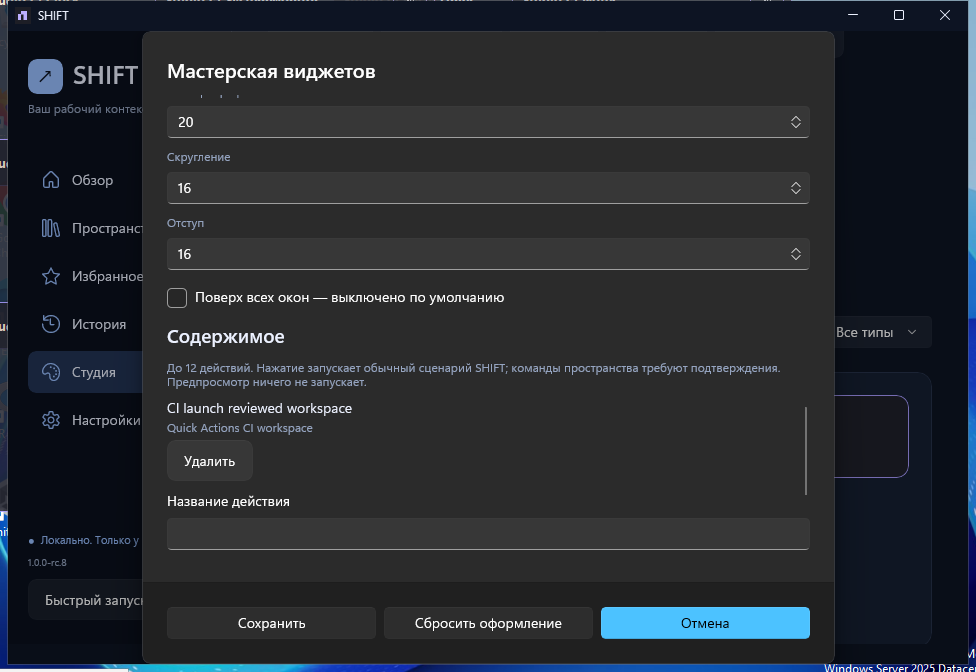 SHIFT
SHIFT
Ваш рабочий контек
Обзор
Пространст
Избранное
История
Студия
Настройки
Локально. Только у
1.0.0-rc.8
Быстрый запус
Мастерская виджетов
20
Скругление
16
Отступ
16
Поверх всех окон — выключено по умолчанию
Содержимое
До 12 действий. Нажатие запускает обычный сценарий SHIFT; команды пространства требуют подтверждения.
Предпросмотр ничего не запускает.
CI launch reviewed workspace
Quick Actions CI workspace
Удалить
Название действия
Сохранить
Сбросить оформление
Отмена
Все типы
Windows Server 2025 Datace